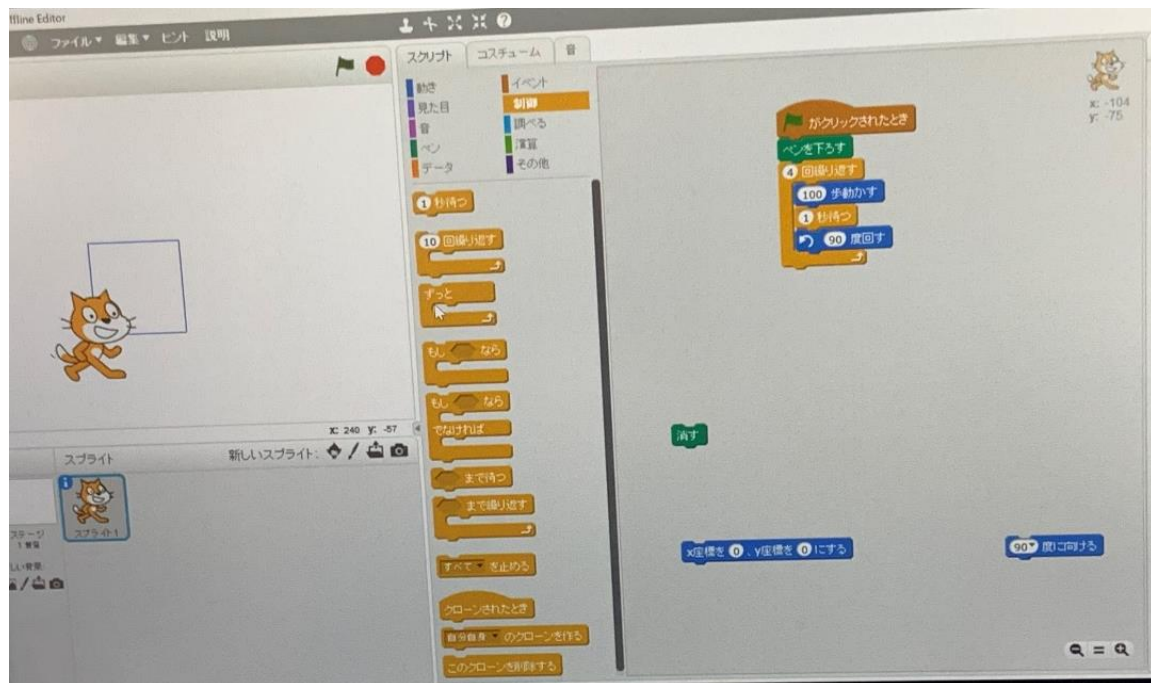 ffline Editor
ファイル▼ 編集▼ ヒント 説明
スクリプト コスチューム 音
動き イベント
見た目 制御
音 調べる
ペン 演算
データ その他
1 秒待つ
10 回繰り返す
ずっと
もし なら
もし なら
でなければ
まで待つ
まで繰り返す
すべて▼ を止める
クローンされたとき
自分自身▼ のクローンを作る
このクローンを削除する
x: -104
y: -75
がクリックされたとき
ペンを下ろす
4 回繰り返す
100 歩動かす
1 秒待つ
90 度回す
消す
x座標を 0 、y座標を 0 にする
90▼ 度に向ける
x: 240 y: -57
スプライト 新しいスプライト:
スプライト1
ステージ
1 背景